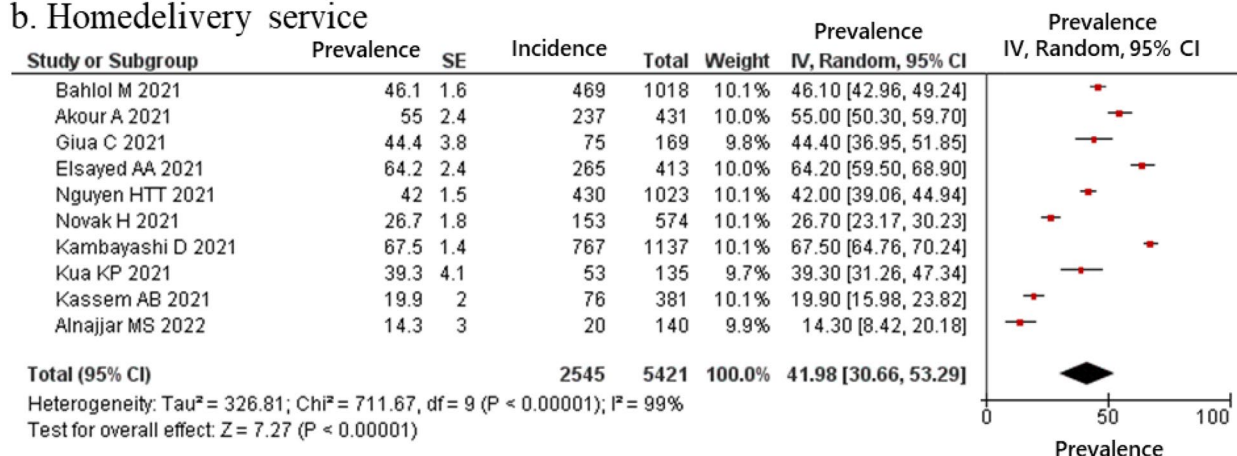 b. Homedelivery service
Prevalence Prevalence
Study or Subgroup Prevalence SE Incidence Total Weight IV, Random, 95% CI IV, Random, 95% CI
Bahlol M 2021 46.1 1.6 469 1018 10.1% 46.10 [42.96, 49.24]
Akour A 2021 55 2.4 237 431 10.0% 55.00 [50.30, 59.70]
Giua C 2021 44.4 3.8 75 169 9.8% 44.40 [36.95, 51.85]
Elsayed AA 2021 64.2 2.4 265 413 10.0% 64.20 [59.50, 68.90]
Nguyen HTT 2021 42 1.5 430 1023 10.1% 42.00 [39.06, 44.94]
Novak H 2021 26.7 1.8 153 574 10.1% 26.70 [23.17, 30.23]
Kambayashi D 2021 67.5 1.4 767 1137 10.1% 67.50 [64.76, 70.24]
Kua KP 2021 39.3 4.1 53 135 9.7% 39.30 [31.26, 47.34]
Kassem AB 2021 19.9 2 76 381 10.1% 19.90 [15.98, 23.82]
Alnajjar MS 2022 14.3 3 20 140 9.9% 14.30 [8.42, 20.18]
Total (95% CI) 2545 5421 100.0% 41.98 [30.66, 53.29]
Heterogeneity: Tau² = 326.81; Chi² = 711.67, df = 9 (P < 0.00001); I² = 99%
Test for overall effect: Z = 7.27 (P < 0.00001)
0 50 100
Prevalence